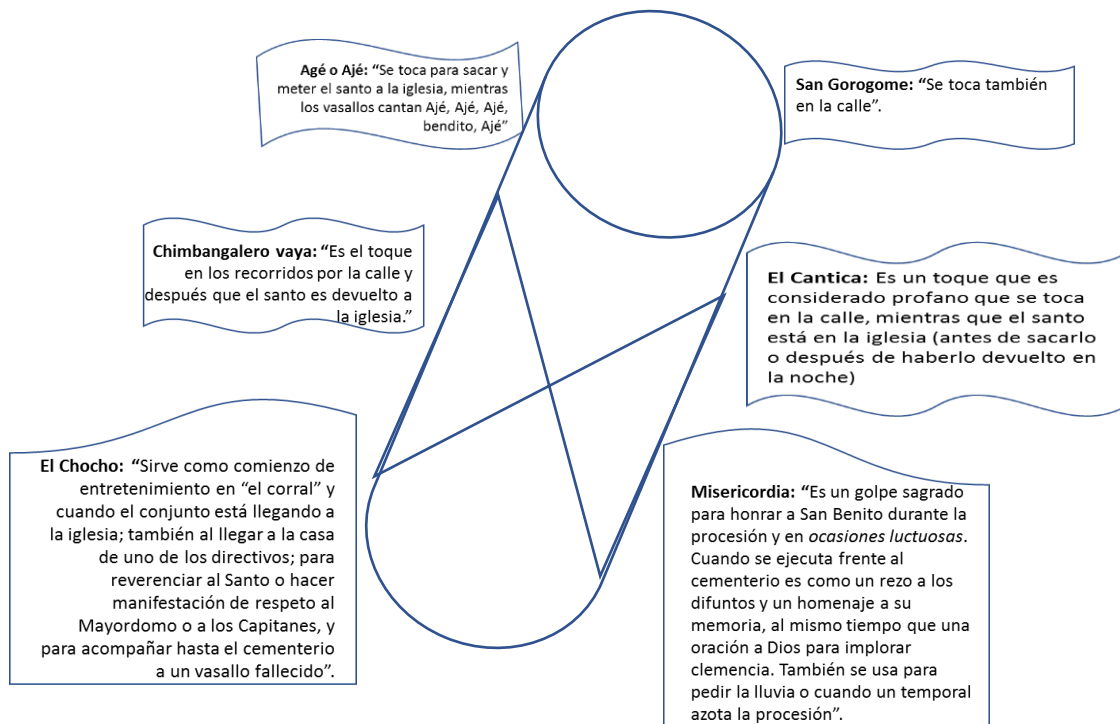 Agé o Ajé: “Se toca para sacar y
meter el santo a la iglesia, mientras
los vasallos cantan Ajé, Ajé, Ajé,
bendito, Ajé”
San Gorogome: “Se toca también
en la calle”.
Chimbangalero vaya: “Es el toque
en los recorridos por la calle y
después que el santo es devuelto a
la iglesia.”
El Cantica: Es un toque que es
considerado profano que se toca
en la calle, mientras que el santo
está en la iglesia (antes de sacarlo
o después de haberlo devuelto en
la noche)
El Chocho: “Sirve como comienzo de
entretenimiento en “el corral” y
cuando el conjunto está llegando a
la iglesia; también al llegar a la casa
de uno de los directivos; para
reverenciar al Santo o hacer
manifestación de respeto al
Mayordomo o a los Capitanes, y
para acompañar hasta el cementerio
a un vasallo fallecido”.
Misericordia: “Es un golpe sagrado
para honrar a San Benito durante la
procesión y en ocasiones luctuosas.
Cuando se ejecuta frente al
cementerio es como un rezo a los
difuntos y un homenaje a su
memoria, al mismo tiempo que una
oración a Dios para implorar
clemencia. También se usa para
pedir la lluvia o cuando un temporal
azota la procesión”.